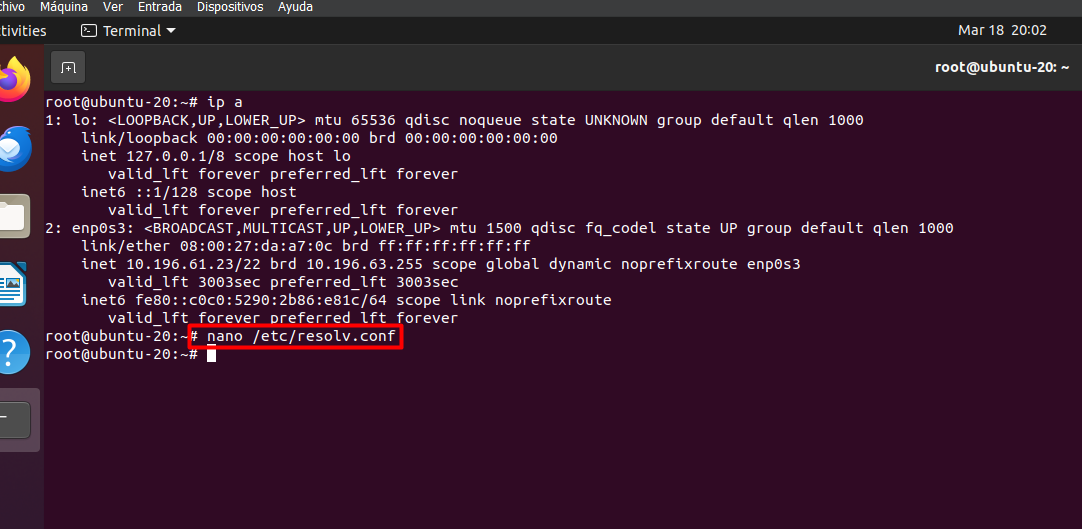 chivo Máquina Ver Entrada Dispositivos Ayuda
tivities Terminal Mar 18 20:02
root@ubuntu-20: ~
root@ubuntu-20:~# ip a
1: lo: <LOOPBACK,UP,LOWER_UP> mtu 65536 qdisc noqueue state UNKNOWN group default qlen 1000
link/loopback 00:00:00:00:00:00 brd 00:00:00:00:00:00
inet 127.0.0.1/8 scope host lo
valid_lft forever preferred_lft forever
inet6 ::1/128 scope host
valid_lft forever preferred_lft forever
2: enp0s3: <BROADCAST,MULTICAST,UP,LOWER_UP> mtu 1500 qdisc fq_codel state UP group default qlen 1000
link/ether 08:00:27:da:a7:0c brd ff:ff:ff:ff:ff:ff
inet 10.196.61.23/22 brd 10.196.63.255 scope global dynamic noprefixroute enp0s3
valid_lft 3003sec preferred_lft 3003sec
inet6 fe80::c0c0:5290:2b86:e81c/64 scope link noprefixroute
valid_lft forever preferred_lft forever
root@ubuntu-20:~# nano /etc/resolv.conf
root@ubuntu-20:~#